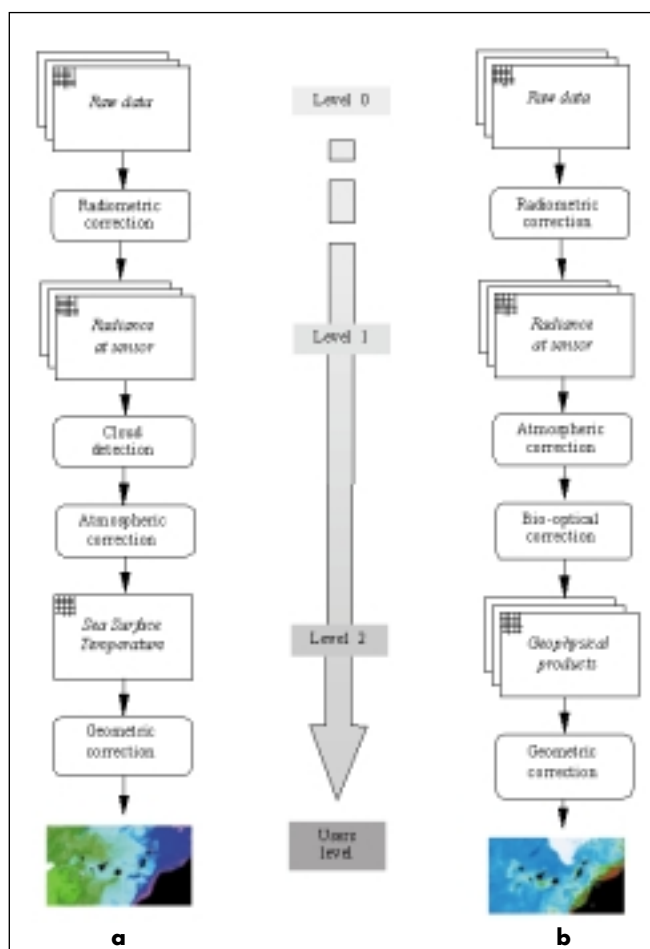 Raw data
Radiometric
correction
Radiance
at sensor
Cloud
detection
Atmospheric
correction
Sea Surface
Temperature
Geometric
correction
a
Level 0
Level 1
Level 2
Users
level
Raw data
Radiometric
correction
Radiance
at sensor
Atmospheric
correction
Bio-optical
correction
Geophysical
products
Geometric
correction
b